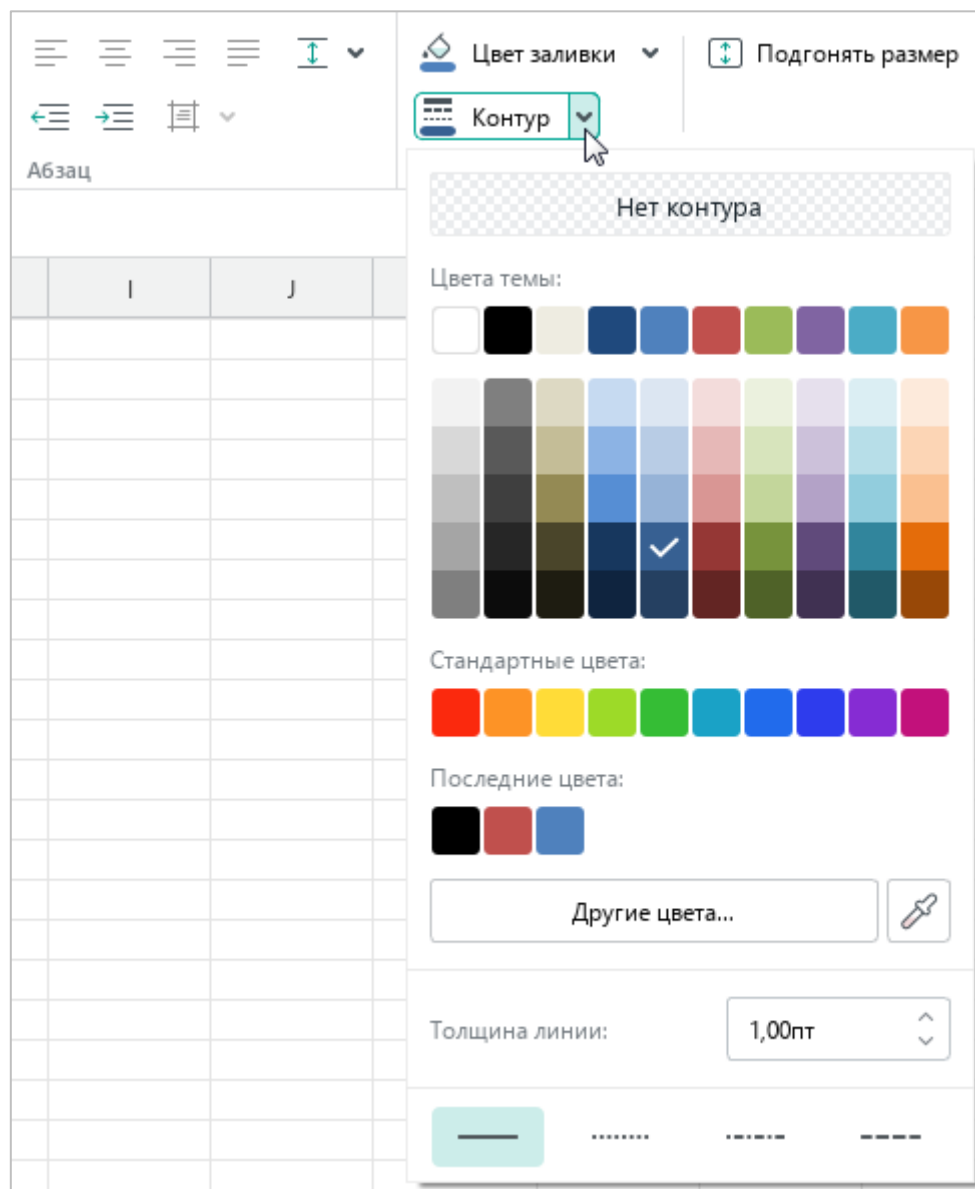 Цвет заливки
Подгонять размер
Контур
Абзац
Нет контура
I
J
Цвета темы:
Стандартные цвета:
Последние цвета:
Другие цвета...
Толщина линии:
1,00пт